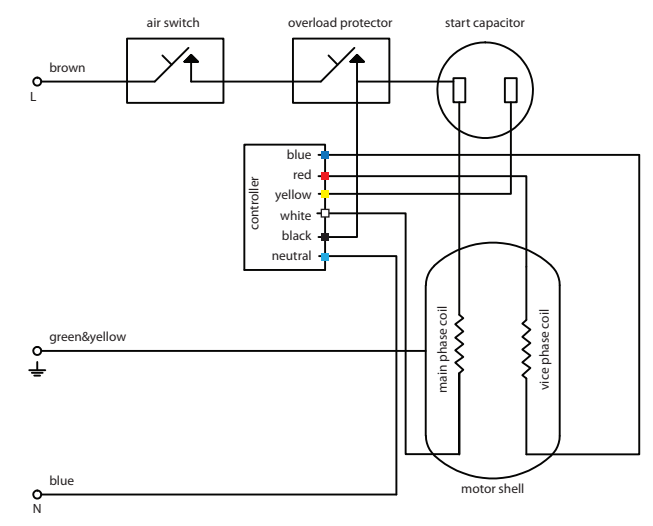 air switch
overload protector
start capacitor
brown
L
controller
blue
red
yellow
white
black
neutral
green&yellow
main phase coil
vice phase coil
blue
N
motor shell